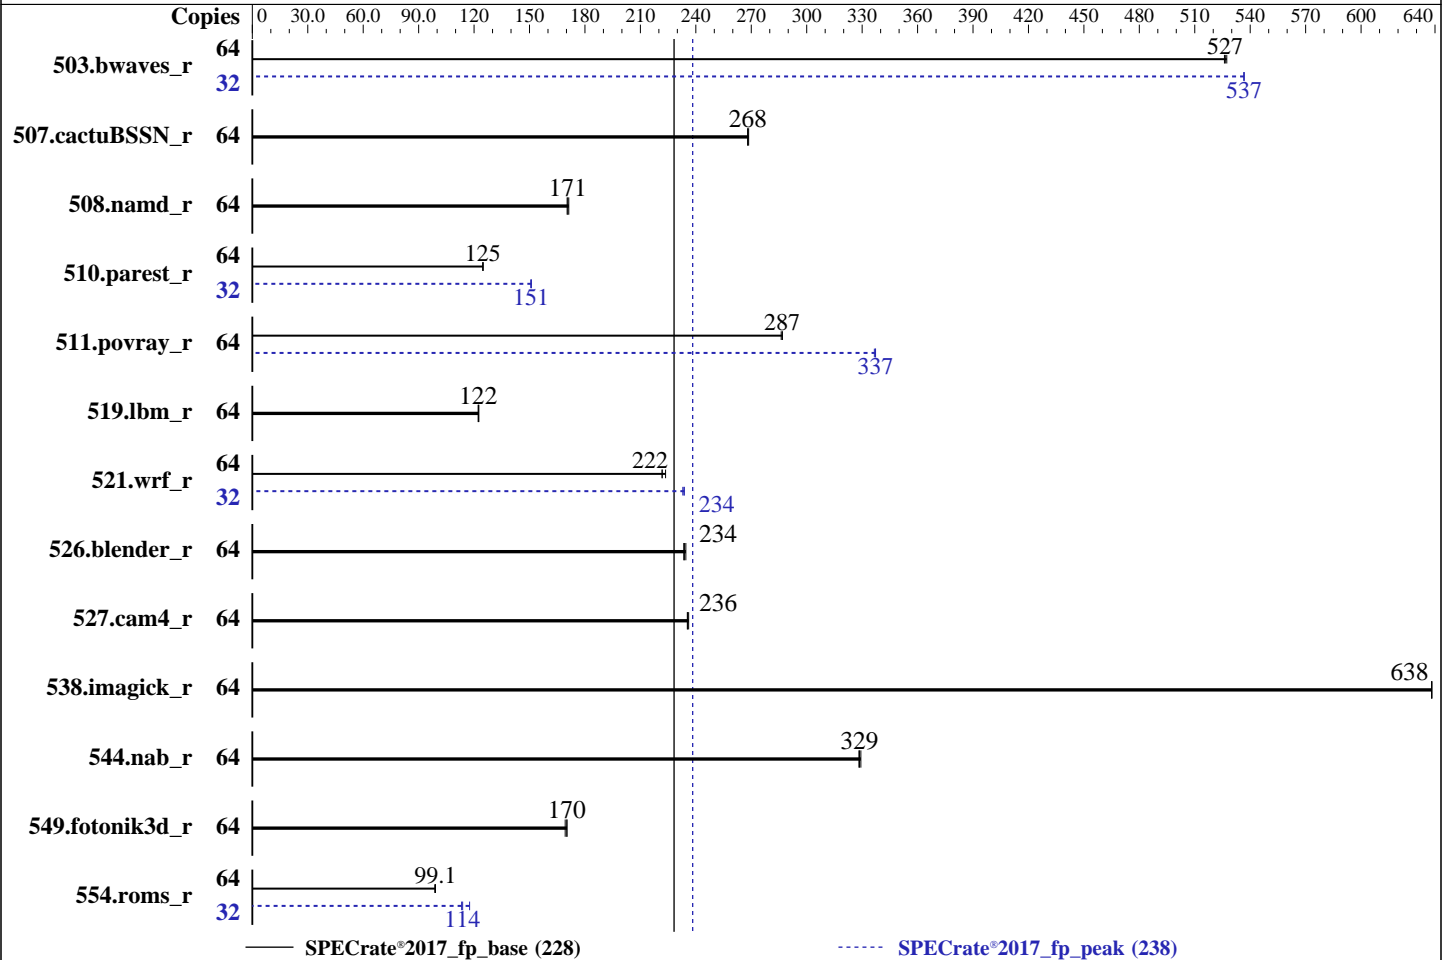 Copies 0 30.0 60.0 90.0 120 150 180 210 240 270 300 330 360 390 420 450 480 510 540 570 600 640
503.bwaves_r 64 527
32 537
507.cactuBSSN_r 64 268
508.namd_r 64 171
510.parest_r 64 125
32 151
511.povray_r 64 287
337
519.lbm_r 64 122
521.wrf_r 64 222
32 234
526.blender_r 64 234
527.cam4_r 64 236
538.imagick_r 64 638
544.nab_r 64 329
549.fotonik3d_r 64 170
554.roms_r 64 99.1
32 114
SPECrate®2017_fp_base (228) SPECrate®2017_fp_peak (238)